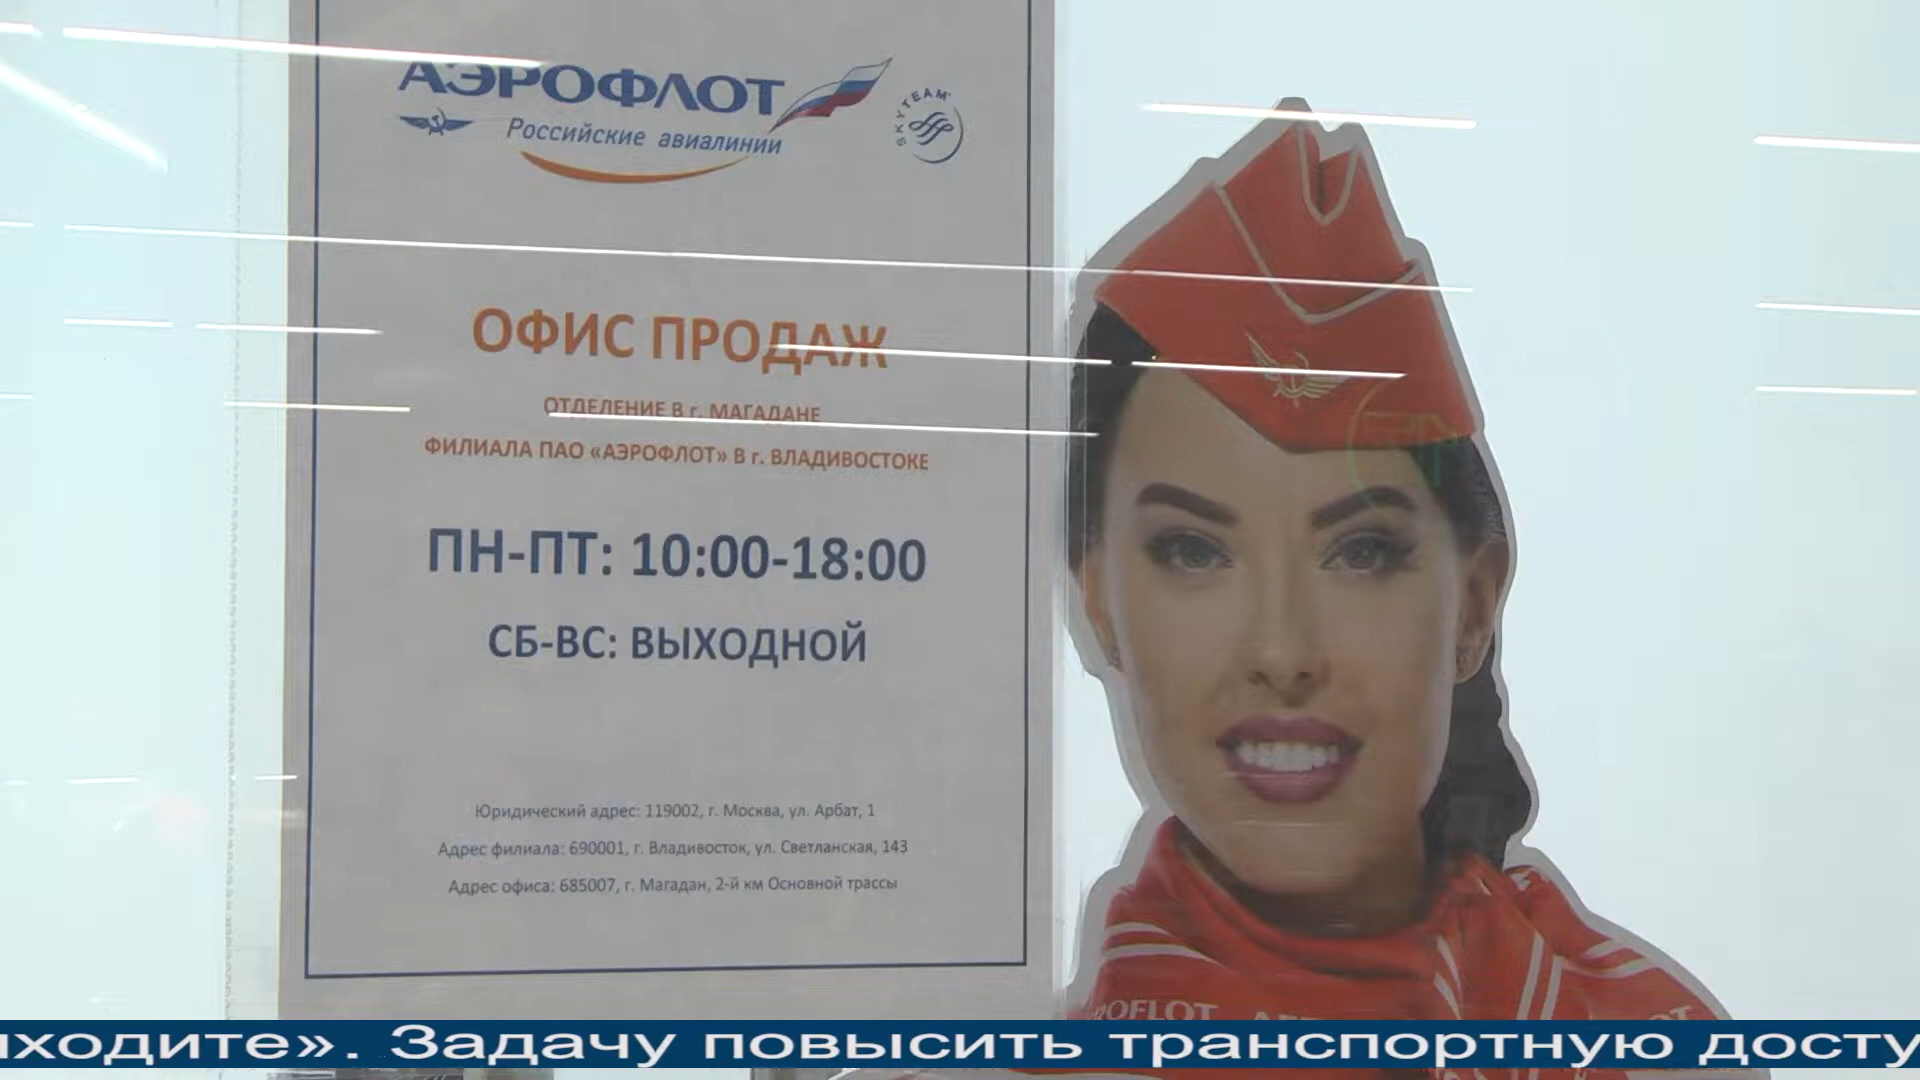 АЭРОФЛОТ
Российские авиалинии
SKYTEAM
ОФИС ПРОДАЖ
ОТДЕЛЕНИЕ В г. МАГАДАНЕ
ФИЛИАЛА ПАО «АЭРОФЛОТ» В г. ВЛАДИВОСТОКЕ
ПН-ПТ: 10:00-18:00
СБ-ВС: ВЫХОДНОЙ
Юридический адрес: 119002, г. Москва, ул. Арбат, 1
Адрес филиала: 690001, г. Владивосток, ул. Светланская, 143
Адрес офиса: 685007, г. Магадан, 2-й км Основной трассы
ROFLOT
ыходите». Задачу повысить транспортную досту